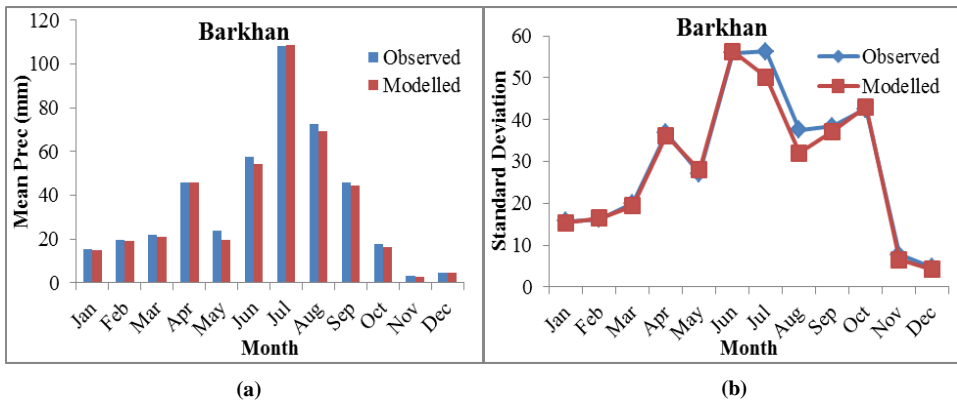 Barkhan
Observed
Modelled
Mean Prec (mm)
120
100
80
60
40
20
0
Jan Feb Mar Apr May Jun Jul Aug Sep Oct Nov Dec
Month
(a)
Barkhan
Observed
Modelled
Standard Deviation
60
50
40
30
20
10
0
Jan Feb Mar Apr May Jun Jul Aug Sep Oct Nov Dec
Month
(b)